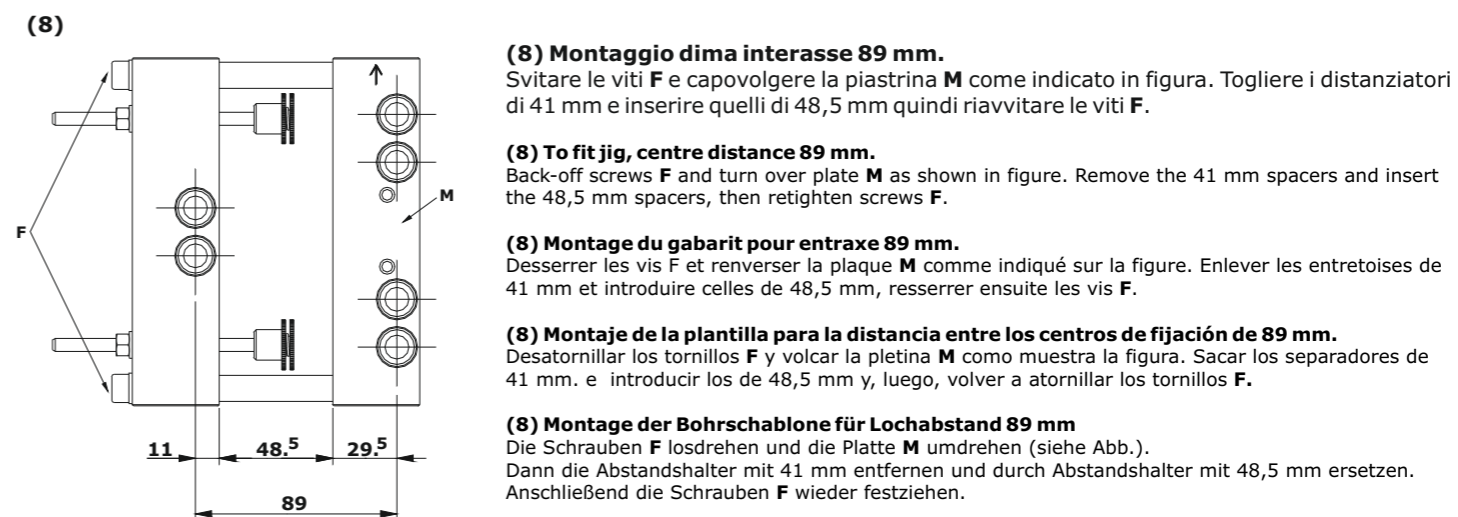 (8)
F
M
11
48.5
29.5
89
(8) Montaggio dima interasse 89 mm.
Svitare le viti F e capovolgere la piastrina M come indicato in figura. Togliere i distanziatori
di 41 mm e inserire quelli di 48,5 mm quindi riavvitare le viti F.
(8) To fit jig, centre distance 89 mm.
Back-off screws F and turn over plate M as shown in figure. Remove the 41 mm spacers and insert
the 48,5 mm spacers, then retighten screws F.
(8) Montage du gabarit pour entraxe 89 mm.
Desserrer les vis F et renverser la plaque M comme indiqué sur la figure. Enlever les entretoises de
41 mm et introduire celles de 48,5 mm, resserrer ensuite les vis F.
(8) Montaje de la plantilla para la distancia entre los centros de fijación de 89 mm.
Desatornillar los tornillos F y volcar la pletina M como muestra la figura. Sacar los separadores de
41 mm. e introducir los de 48,5 mm y, luego, volver a atornillar los tornillos F.
(8) Montage der Bohrschablone für Lochabstand 89 mm
Die Schrauben F losdrehen und die Platte M umdrehen (siehe Abb.).
Dann die Abstandshalter mit 41 mm entfernen und durch Abstandshalter mit 48,5 mm ersetzen.
Anschließend die Schrauben F wieder festziehen.